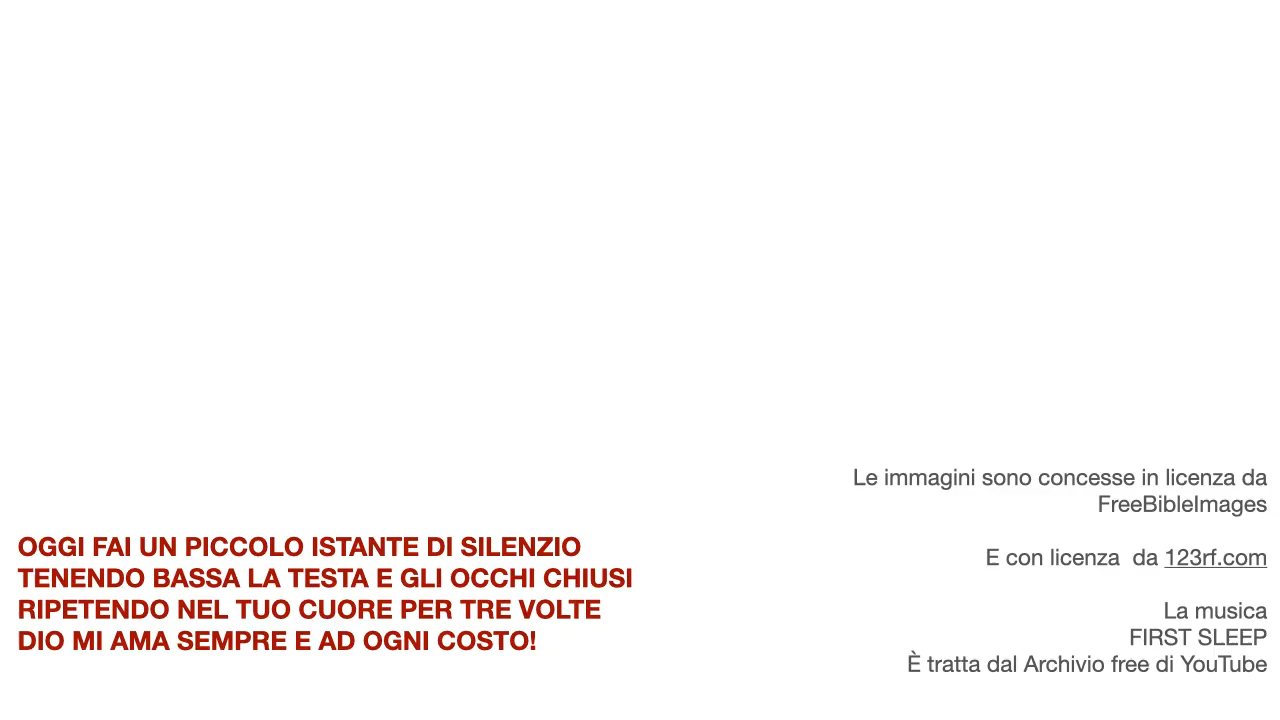 OGGI FAI UN PICCOLO ISTANTE DI SILENZIO
TENENDO BASSA LA TESTA E GLI OCCHI CHIUSI
RIPETENDO NEL TUO CUORE PER TRE VOLTE
DIO MI AMA SEMPRE E AD OGNI COSTO!
Le immagini sono concesse in licenza da
FreeBibleImages
E con licenza  da 123rf.com
La musica
FIRST SLEEP
È tratta dal Archivio free di YouTube